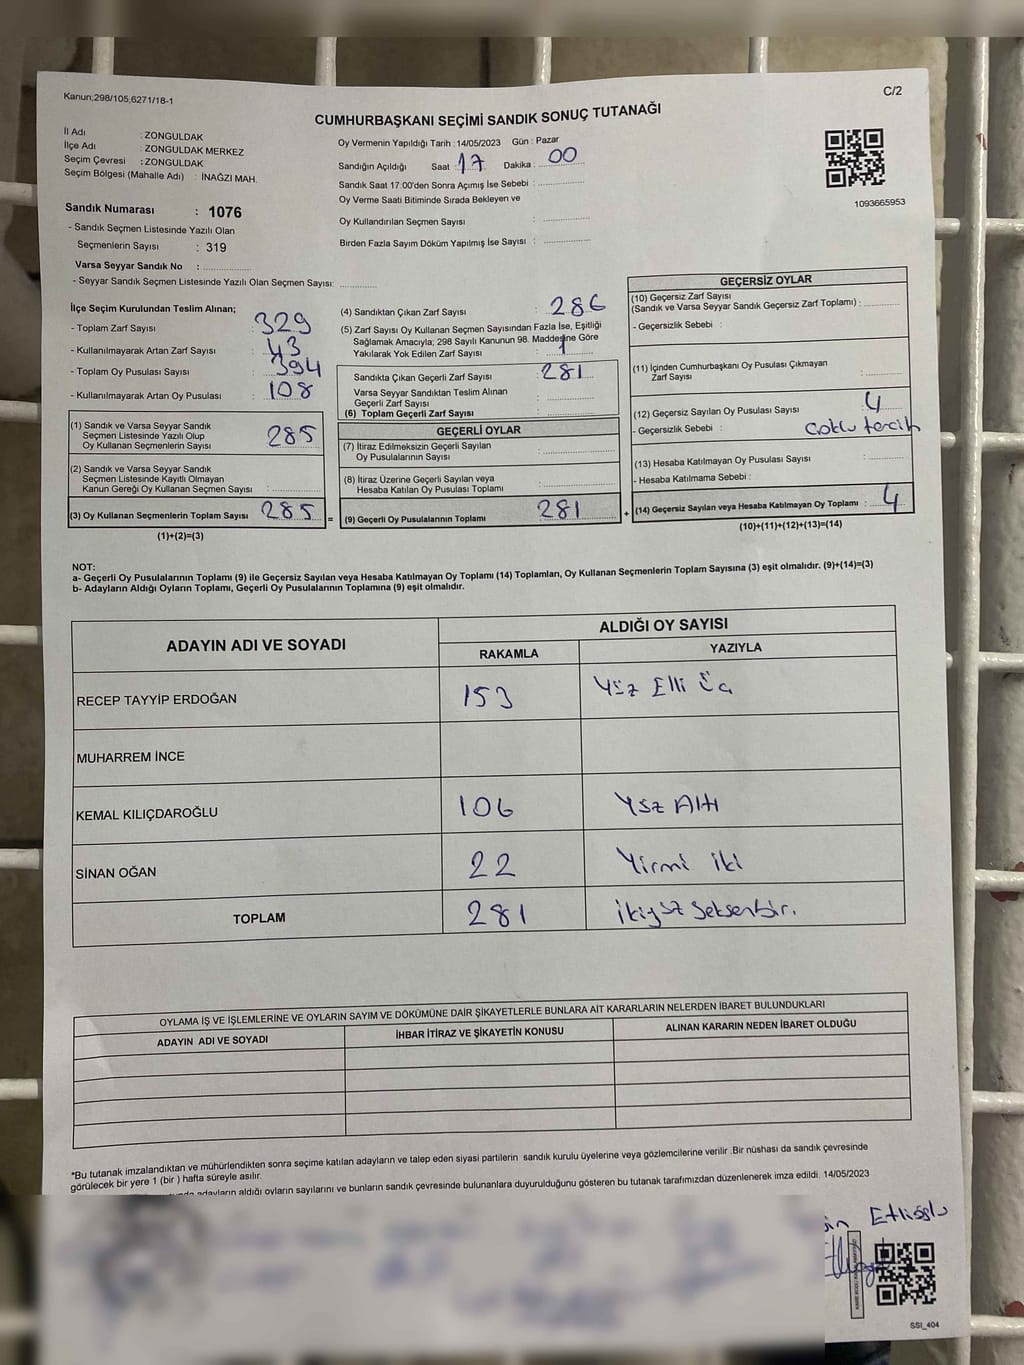 Kanun;298/105,6271/18-1
C/2
CUMHURBAŞKANI SEÇİMİ SANDIK SONUÇ TUTANAĞI
İl Adı : ZONGULDAK
İlçe Adı : ZONGULDAK MERKEZ
Seçim Çevresi : ZONGULDAK
Seçim Bölgesi (Mahalle Adı) : İNAĞZI MAH.
Oy Vermenin Yapıldığı Tarih : 14/05/2023 Gün : Pazar
Sandığın Açıldığı Saat 17 Dakika : 00
Sandık Saat 17:00'den Sonra Açımış İse Sebebi :
Oy Verme Saati Bitiminde Sırada Bekleyen ve
Oy Kullandırılan Seçmen Sayısı :
Birden Fazla Sayım Döküm Yapılmış İse Sayısı :
1093665953
Sandık Numarası : 1076
- Sandık Seçmen Listesinde Yazılı Olan
Seçmenlerin Sayısı : 319
Varsa Seyyar Sandık No :
- Seyyar Sandık Seçmen Listesinde Yazılı Olan Seçmen Sayısı:
İlçe Seçim Kurulundan Teslim Alınan;
- Toplam Zarf Sayısı : 329
- Kullanılmayarak Artan Zarf Sayısı : 43
- Toplam Oy Pusulası Sayısı : 394
- Kullanılmayarak Artan Oy Pusulası : 108
(1) Sandık ve Varsa Seyyar Sandık
Seçmen Listesinde Yazılı Olup
Oy Kullanan Seçmenlerin Sayısı : 285
(2) Sandık ve Varsa Seyyar Sandık
Seçmen Listesinde Kayıtlı Olmayan
Kanun Gereği Oy Kullanan Seçmen Sayısı :
(3) Oy Kullanan Seçmenlerin Toplam Sayısı : 285
(1)+(2)=(3)
=
(4) Sandıktan Çıkan Zarf Sayısı : 286
(5) Zarf Sayısı Oy Kullanan Seçmen Sayısından Fazla İse, Eşitliği
Sağlamak Amacıyla; 298 Sayılı Kanunun 98. Maddesine Göre
Yakılarak Yok Edilen Zarf Sayısı : 1
Sandıkta Çıkan Geçerli Zarf Sayısı : 281
Varsa Seyyar Sandıktan Teslim Alınan
Geçerli Zarf Sayısı :
(6) Toplam Geçerli Zarf Sayısı :
GEÇERLİ OYLAR
(7) İtiraz Edilmeksizin Geçerli Sayılan
Oy Pusulalarının Sayısı :
(8) İtiraz Üzerine Geçerli Sayılan veya
Hesaba Katılan Oy Pusulası Toplamı :
(9) Geçerli Oy Pusulalarının Toplamı : 281
+
GEÇERSİZ OYLAR
(10) Geçersiz Zarf Sayısı
(Sandık ve Varsa Seyyar Sandık Geçersiz Zarf Toplamı) :
- Geçersizlik Sebebi :
(11) İçinden Cumhurbaşkanı Oy Pusulası Çıkmayan
Zarf Sayısı :
(12) Geçersiz Sayılan Oy Pusulası Sayısı : 4
- Geçersizlik Sebebi : Çoklu tercih
(13) Hesaba Katılmayan Oy Pusulası Sayısı :
- Hesaba Katılmama Sebebi :
(14) Geçersiz Sayılan veya Hesaba Katılmayan Oy Toplamı : 4
(10)+(11)+(12)+(13)=(14)
NOT:
a- Geçerli Oy Pusulalarının Toplamı (9) ile Geçersiz Sayılan veya Hesaba Katılmayan Oy Toplamı (14) Toplamları, Oy Kullanan Seçmenlerin Toplam Sayısına (3) eşit olmalıdır. (9)+(14)=(3)
b- Adayların Aldığı Oyların Toplamı, Geçerli Oy Pusulalarının Toplamına (9) eşit olmalıdır.
ADAYIN ADI VE SOYADI
ALDIĞI OY SAYISI
RAKAMLA YAZIYLA
RECEP TAYYİP ERDOĞAN 153 Yüz Elli Üç
MUHARREM İNCE
KEMAL KILIÇDAROĞLU 106 Yüz Altı
SİNAN OĞAN 22 Yirmi iki
TOPLAM 281 İkiyüz Seksenbir.
OYLAMA İŞ VE İŞLEMLERİNE VE OYLARIN SAYIM VE DÖKÜMÜNE DAİR ŞİKAYETLERLE BUNLARA AİT KARARLARIN NELERDEN İBARET BULUNDUKLARI
ADAYIN ADI VE SOYADI İHBAR İTİRAZ VE ŞİKAYETİN KONUSU ALINAN KARARIN NEDEN İBARET OLDUĞU
*Bu tutanak imzalandıktan ve mühürlendikten sonra seçime katılan adayların ve talep eden siyasi partilerin sandık kurulu üyelerine veya gözlemcilerine verilir .Bir nüshası da sandık çevresinde
görülecek bir yere 1 (bir ) hafta süreyle asılır.
adayların aldığı oyların sayılarını ve bunların sandık çevresinde bulunanlara duyurulduğunu gösteren bu tutanak tarafımızdan düzenlenerek imza edildi. 14/05/2023
Etlioğlu
SSI_404